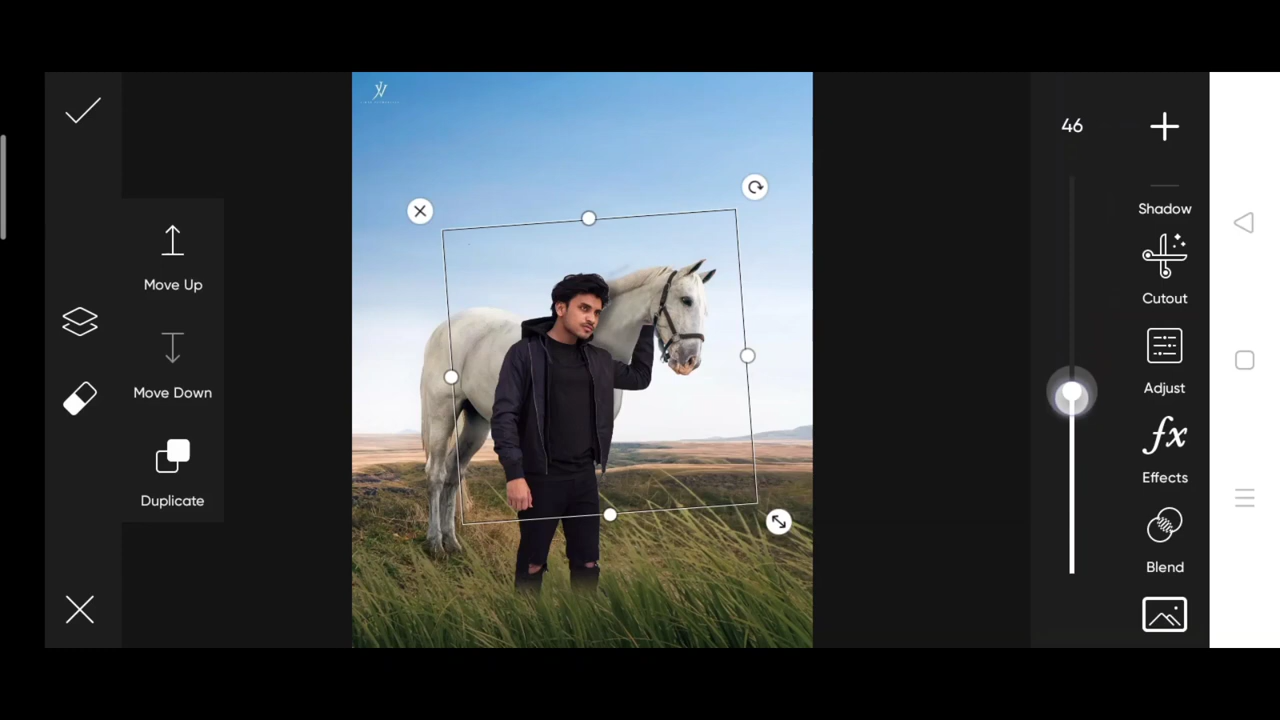 46
Shadow
Move Up
Cutout
Move Down
Adjust
fx
Effects
Duplicate
Blend